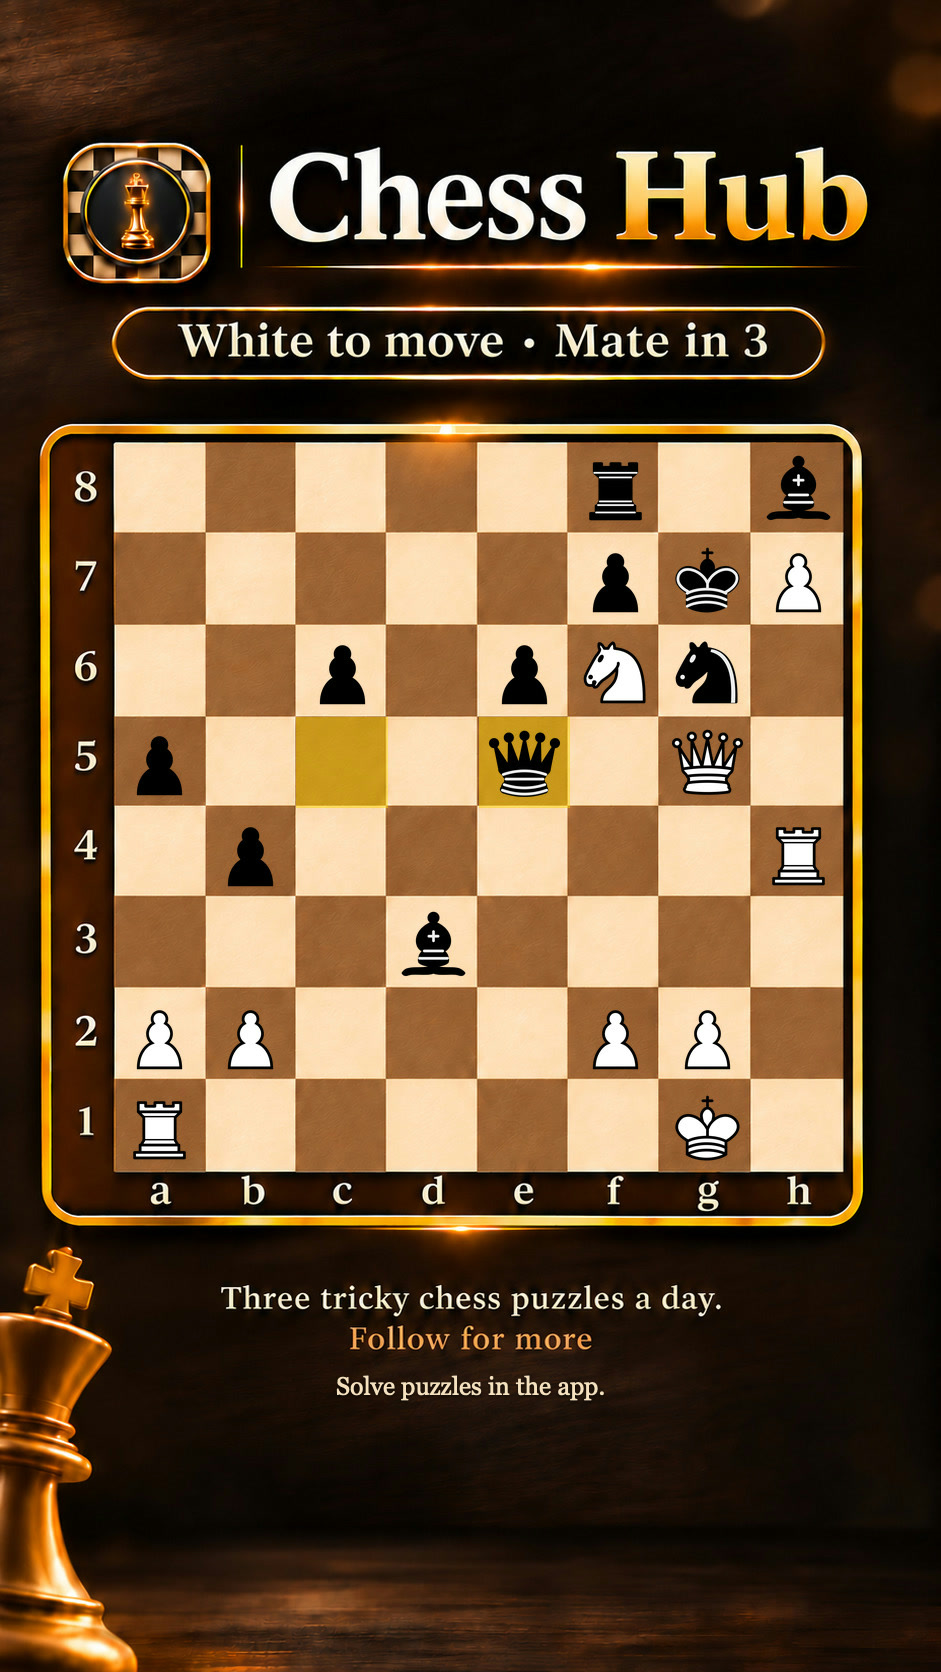 Chess Hub
White to move • Mate in 3
8
7
6
5
4
3
2
1
a b c d e f g h
Three tricky chess puzzles a day.
Follow for more
Solve puzzles in the app.